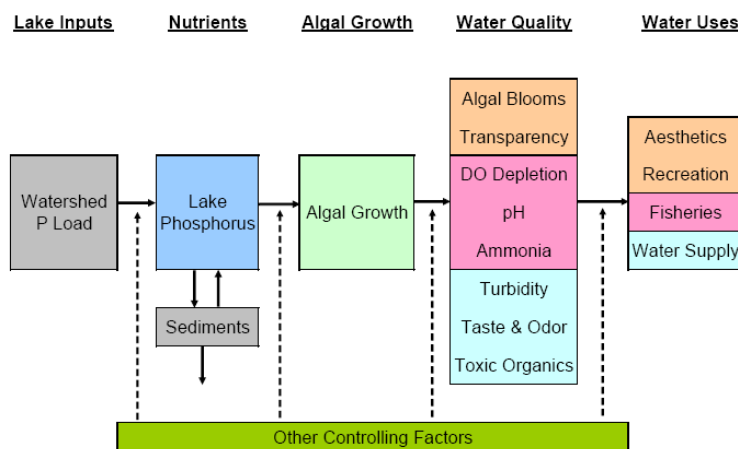 Lake Inputs
Nutrients
Algal Growth
Water Quality
Water Uses
Watershed
P Load
Lake
Phosphorus
Sediments
Algal Growth
Algal Blooms
Transparency
DO Depletion
pH
Ammonia
Turbidity
Taste & Odor
Toxic Organics
Aesthetics
Recreation
Fisheries
Water Supply
Other Controlling Factors